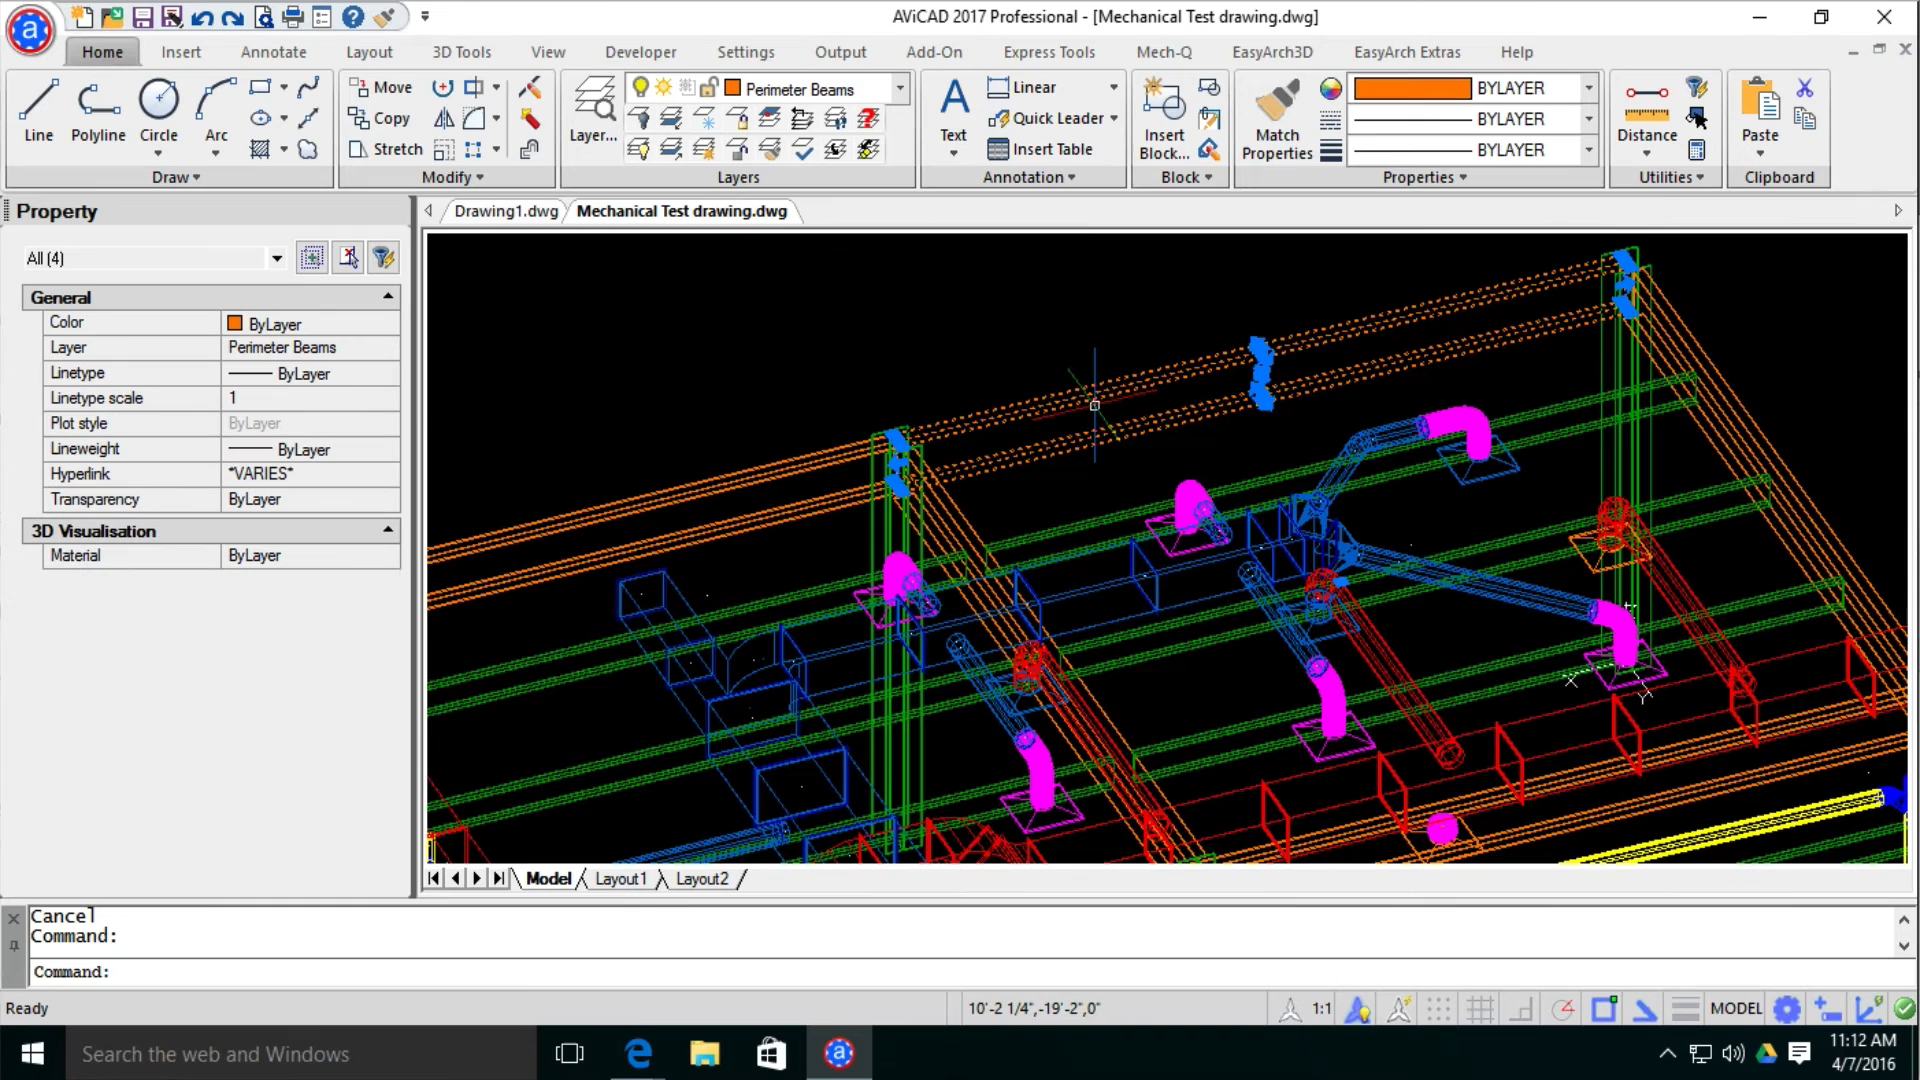 AViCAD 2017 Professional - [Mechanical Test drawing.dwg]
Home Insert Annotate Layout 3D Tools View Developer Settings Output Add-On Express Tools Mech-Q EasyArch3D EasyArch Extras Help
Line Polyline Circle Arc
Draw
Move
Copy
Stretch
Modify
Layer...
Perimeter Beams
Layers
Text
Linear
Quick Leader
Insert Table
Annotation
Insert
Block...
Block
Match
Properties
BYLAYER
BYLAYER
BYLAYER
Properties
Distance
Utilities
Paste
Clipboard
Property
Drawing1.dwg Mechanical Test drawing.dwg
All (4)
General
Color ByLayer
Layer Perimeter Beams
Linetype ByLayer
Linetype scale 1
Plot style ByLayer
Lineweight ByLayer
Hyperlink *VARIES*
Transparency ByLayer
3D Visualisation
Material ByLayer
X
Y
Model Layout1 Layout2
Cancel
Command:
Command:
Ready
10'-2 1/4",-19'-2",0"
1:1
MODEL
Search the web and Windows
11:12 AM
4/7/2016